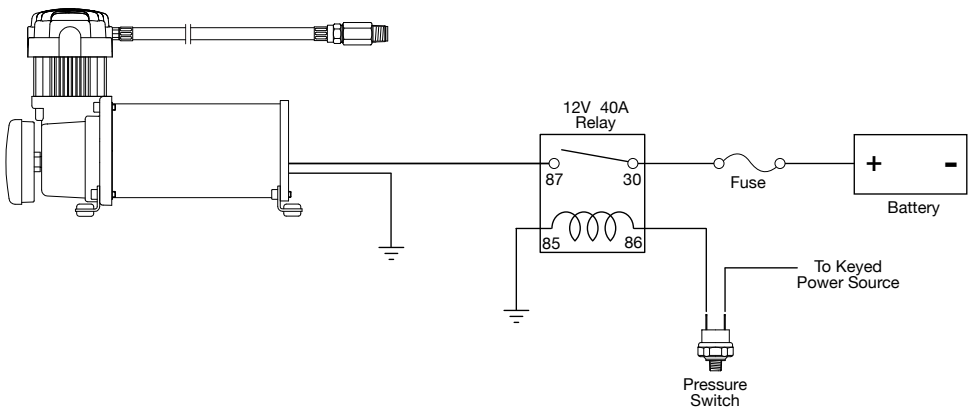 12V 40A
Relay
87
30
Fuse
+
-
Battery
85
86
To Keyed
Power Source
Pressure
Switch